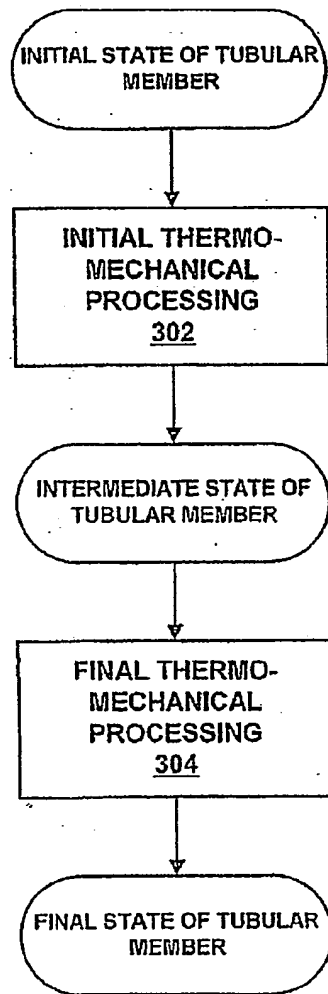 INITIAL STATE OF TUBULAR
MEMBER
INITIAL THERMO-
MECHANICAL
PROCESSING
302
INTERMEDIATE STATE OF
TUBULAR MEMBER
FINAL THERMO-
MECHANICAL
PROCESSING
304
FINAL STATE OF TUBULAR
MEMBER